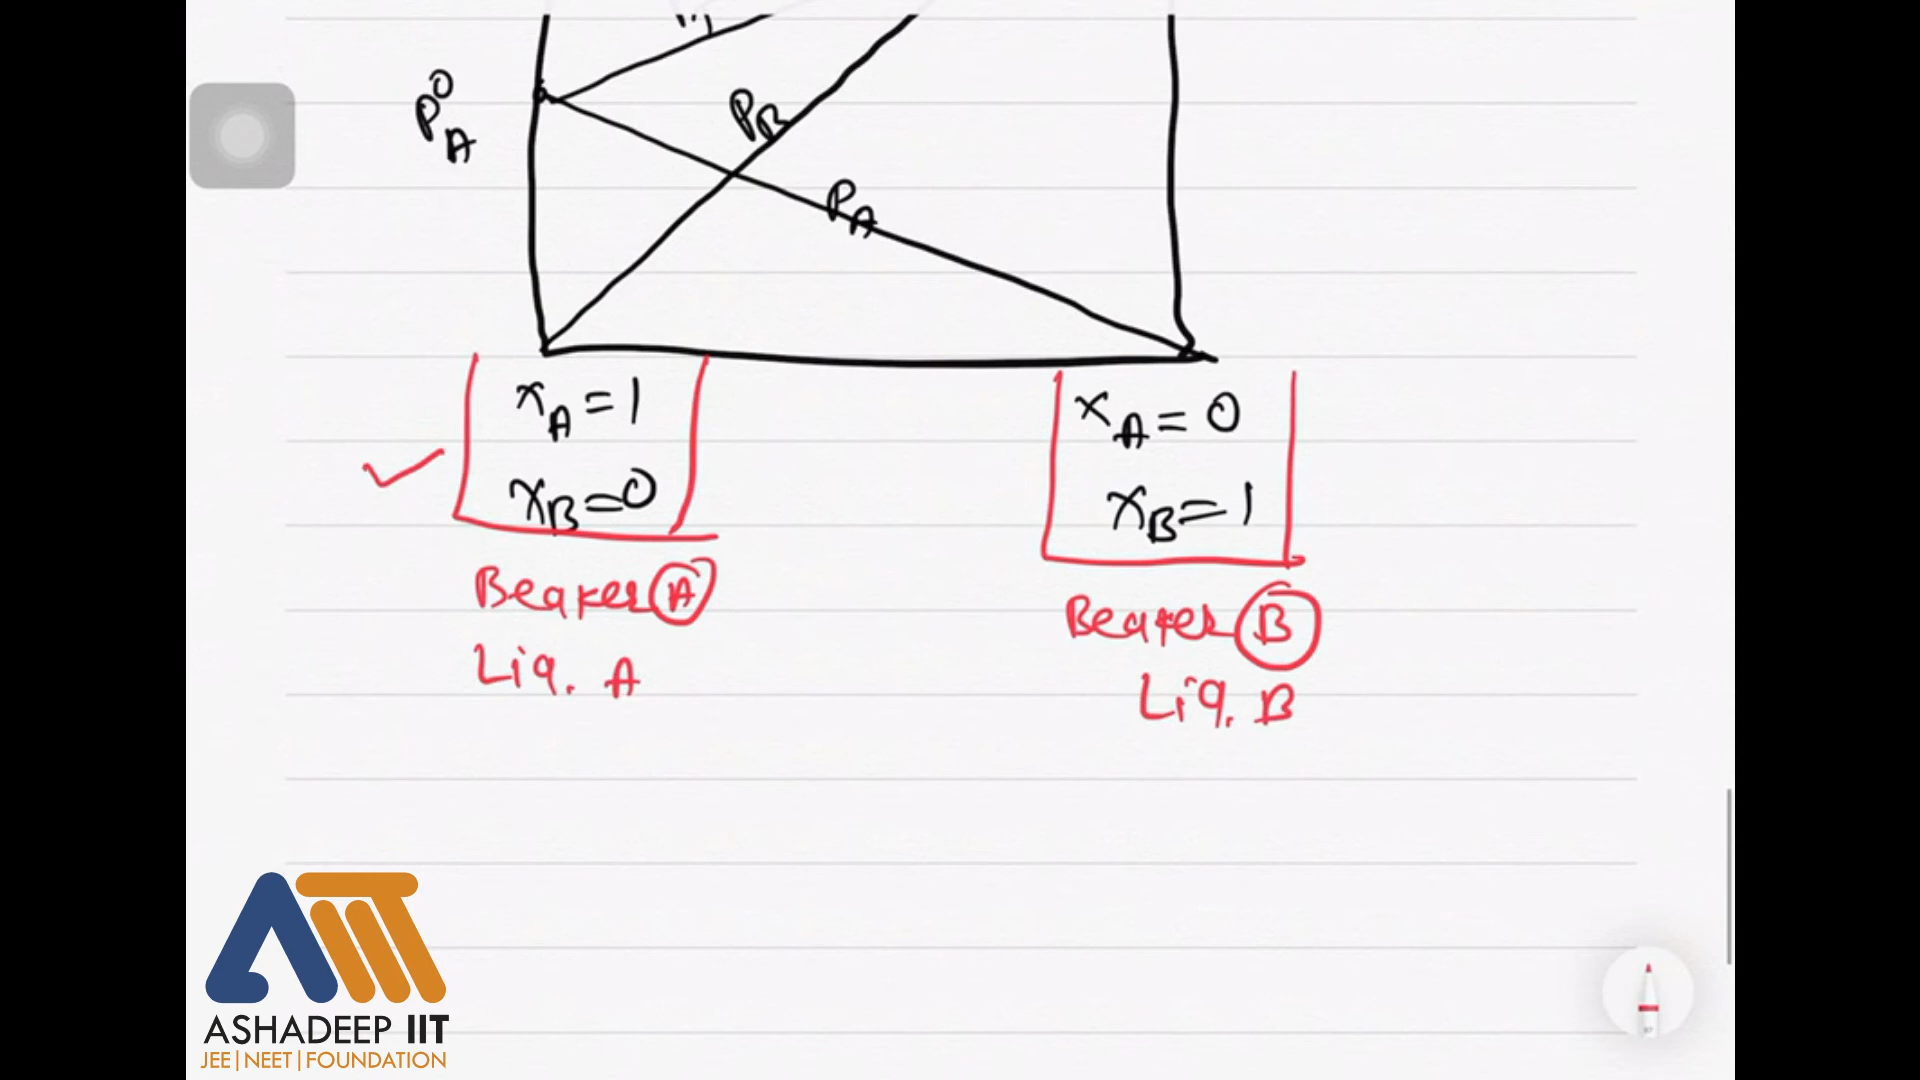 P⁰A
PB
PA
xA = 1
xB = 0
xA = 0
xB = 1
Beaker A
Liq. A
Beaker B
Liq. B
ASHADEEP IIT
JEE|NEET|FOUNDATION